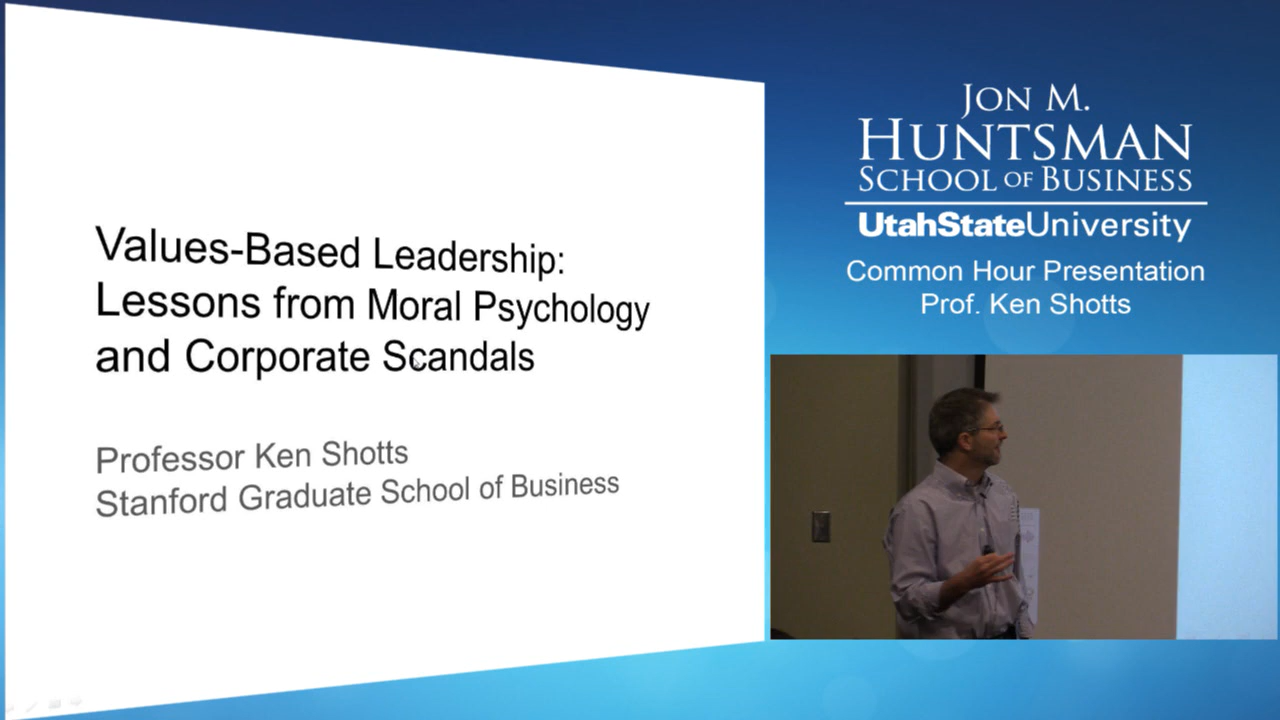 Values-Based Leadership:
Lessons from Moral Psychology
and Corporate Scandals
Professor Ken Shotts
Stanford Graduate School of Business
JON M.
HUNTSMAN
SCHOOL OF BUSINESS
UtahStateUniversity
Common Hour Presentation
Prof. Ken Shotts